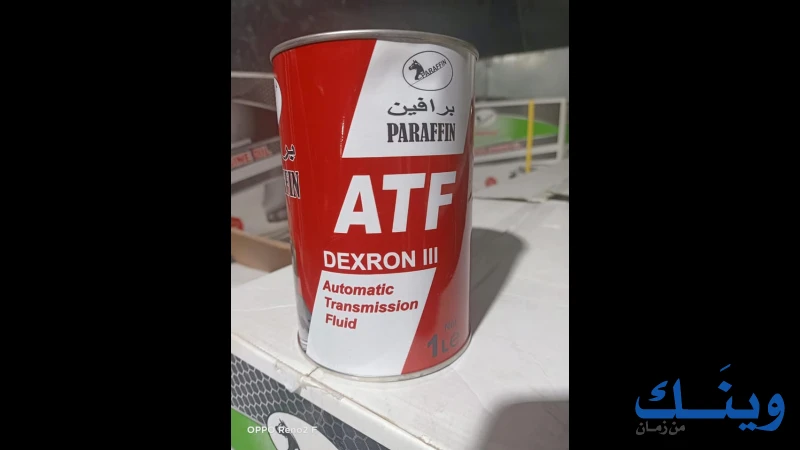 PARAFFIN
برافين
PARAFFIN
ATF
DEXRON III
Automatic
Transmission
Fluid
OPPO Reno2 F
وينك
من زمان